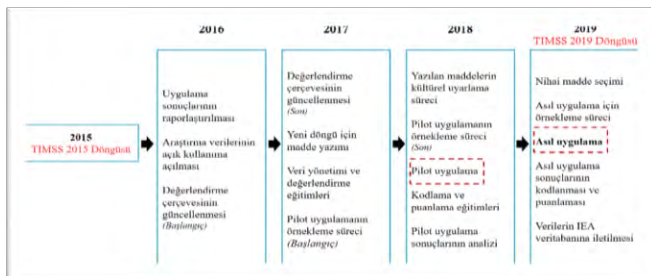 2016
2017
2018
2019
TIMSS 2019 Döngüsü
2015
TIMSS 2015 Döngüsü
Uygulama
sonuçlarının
raporlaştırılması
Araştırma verilerinin
açık kullanıma
açılması
Değerlendirme
çerçevesinin
güncellenmesi
(Başlangıç)
Değerlendirme
çerçevesinin
güncellenmesi
(Son)
Yeni döngü için
madde yazımı
Veri yönetimi ve
değerlendirme
eğitimleri
Pilot uygulamanın
örnekleme süreci
(Başlangıç)
Yazılan maddelerin
kültürel uyarlama
süreci
Pilot uygulamanın
örnekleme süreci
(Son)
Pilot uygulama
Kodlama ve
puanlama eğitimleri
Pilot uygulama
sonuçlarının analizi
Nihai madde seçimi
Asıl uygulama için
örnekleme süreci
Asıl uygulama
Asıl uygulama
sonuçlarının
kodlanması ve
puanlaması
Verilerin IEA
veritabanına iletilmesi